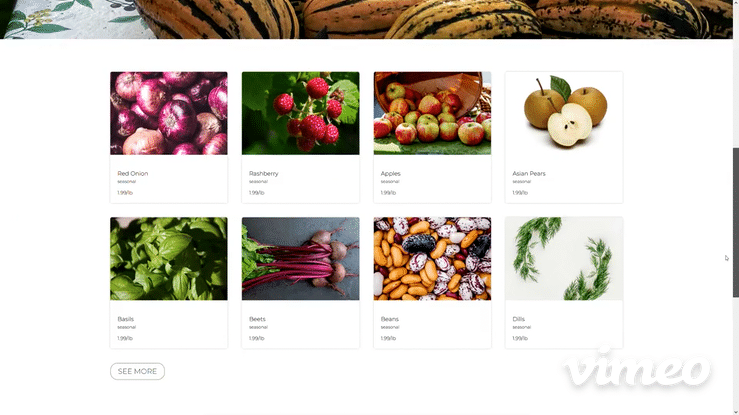 Red Onion
seasonal
1.99/lb
Rashberry
seasonal
1.99/lb
Apples
seasonal
1.99/lb
Asian Pears
seasonal
1.99/lb
Basils
seasonal
1.99/lb
Beets
seasonal
1.99/lb
Beans
seasonal
1.99/lb
Dills
seasonal
1.99/lb
SEE MORE
vimeo